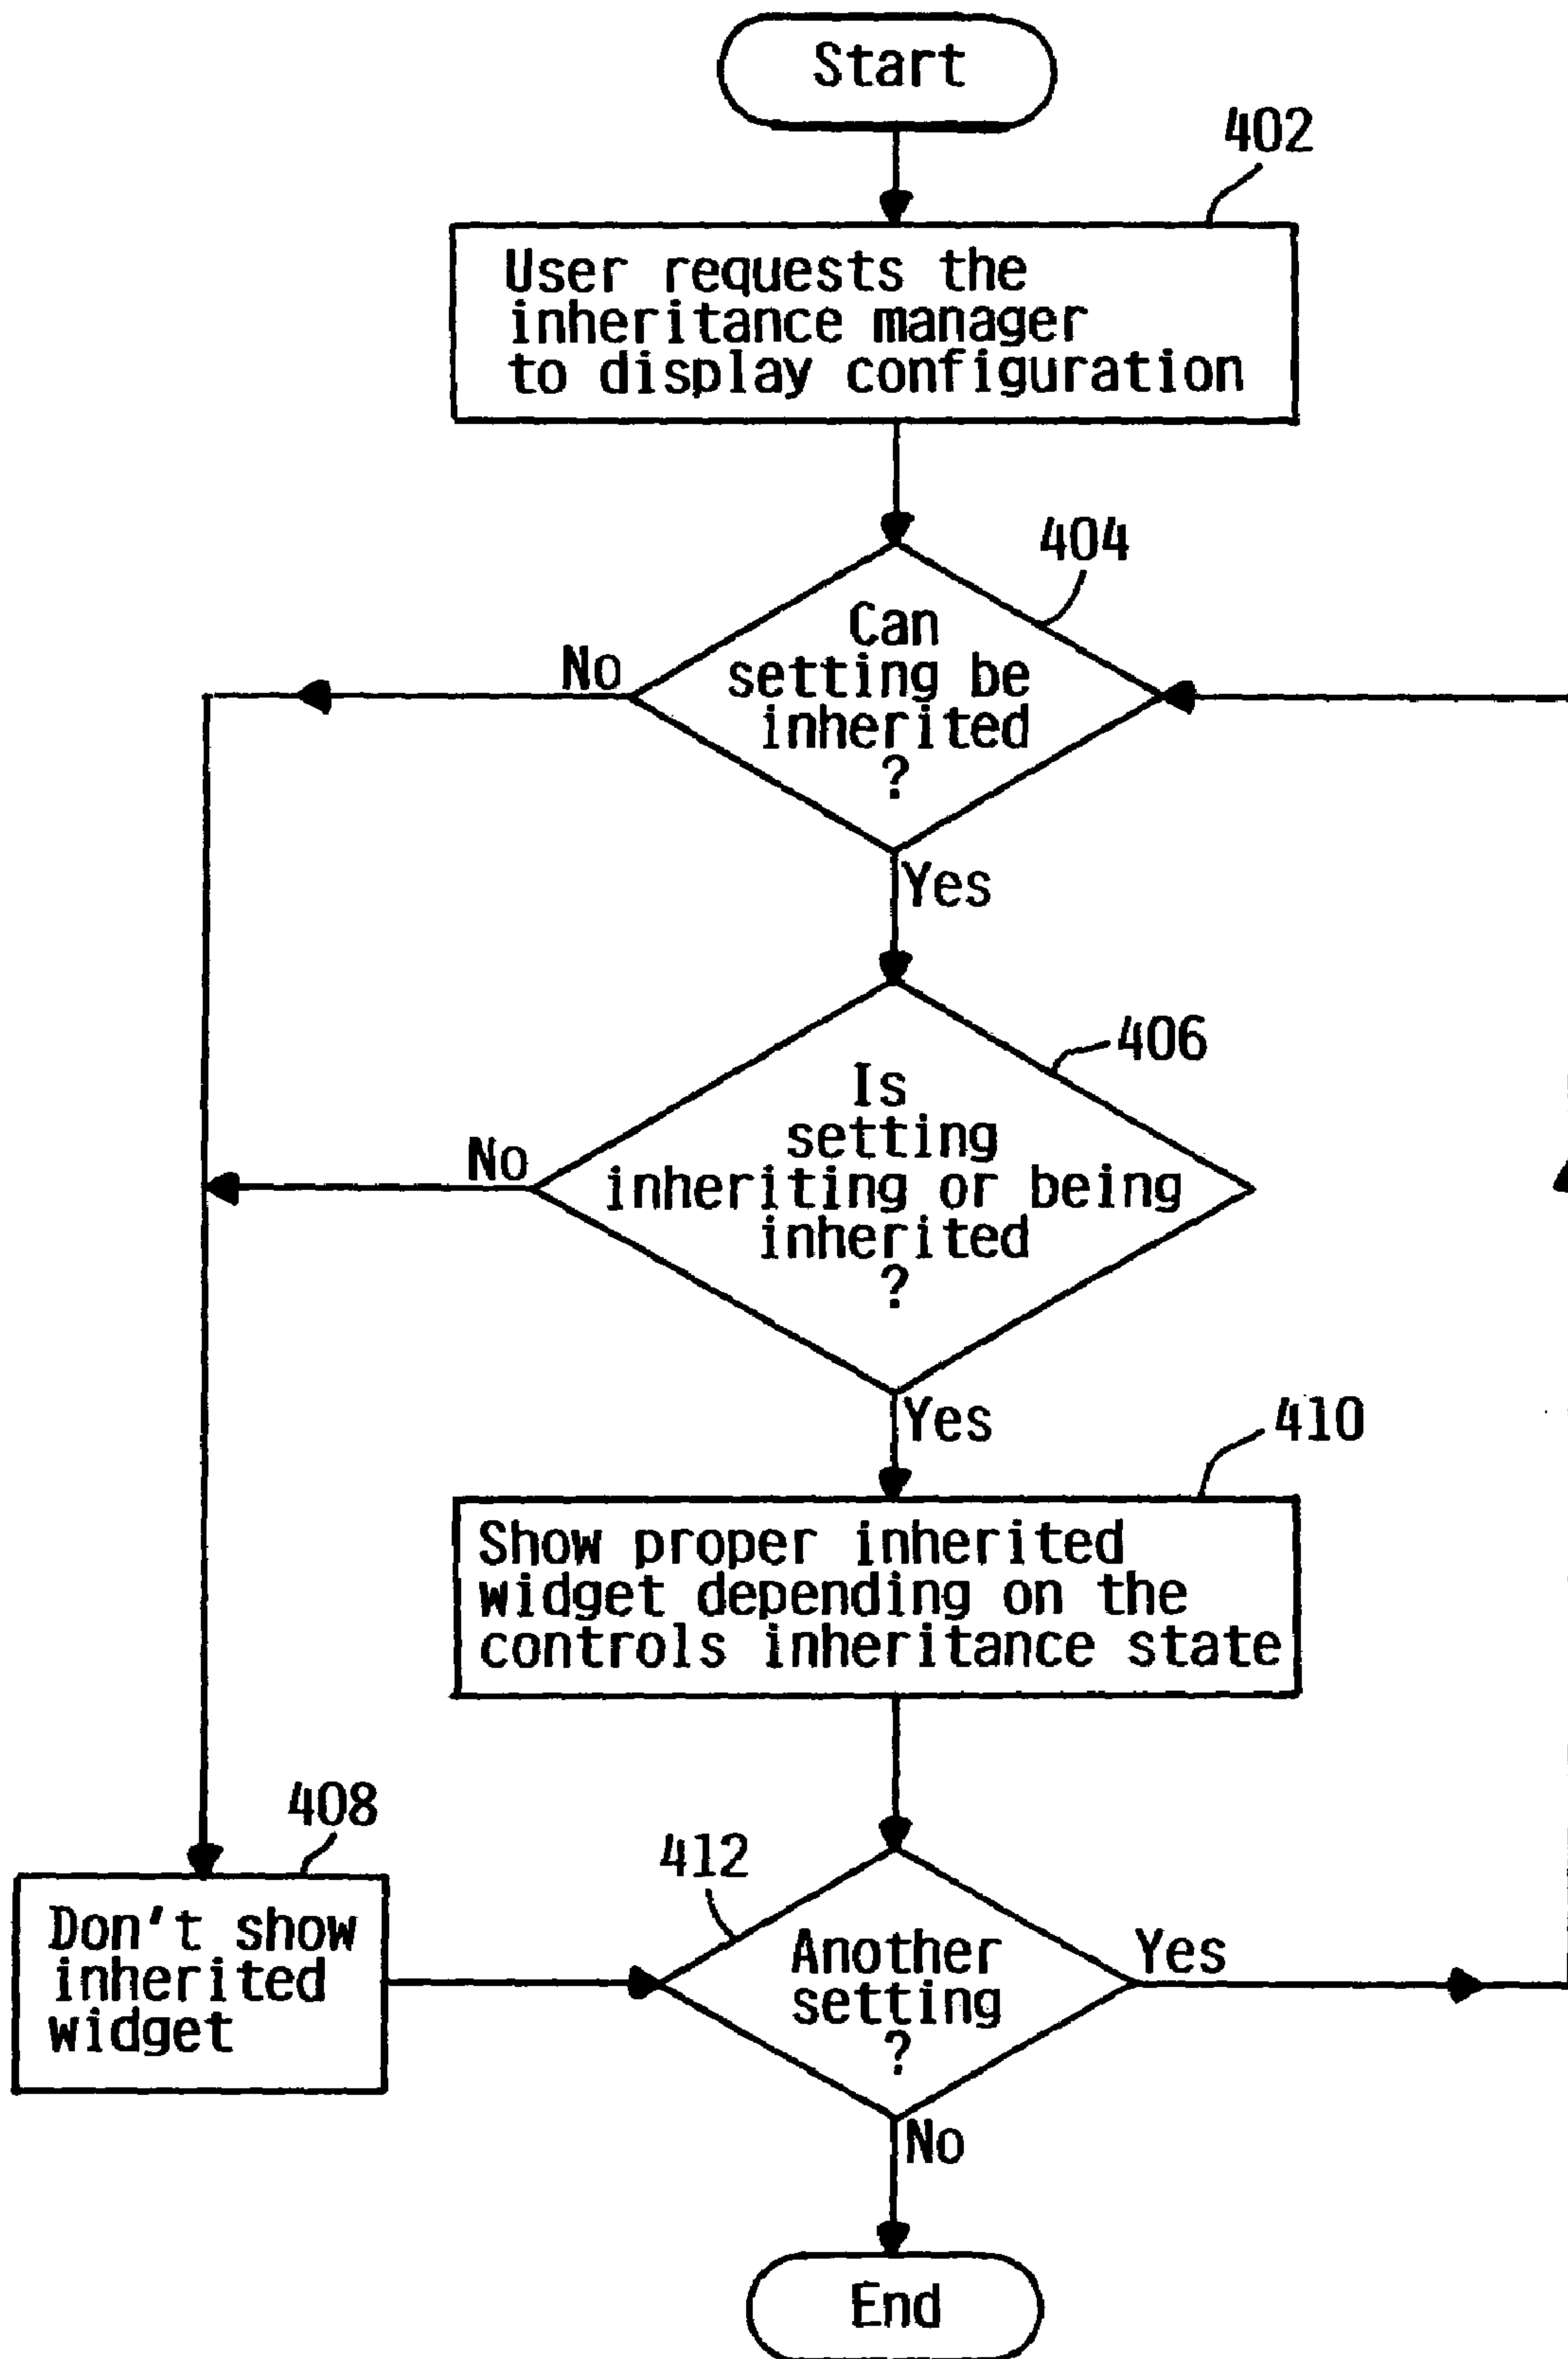 Start
402
User requests the
inheritance manager
to display configuration
404
Can
setting be
inherited
?
No
Yes
406
Is
setting
inheriting or being
inherited
?
No
Yes
410
Show proper inherited
widget depending on the
controls inheritance state
408
Don't show
inherited
widget
412
Another
setting
?
Yes
No
End